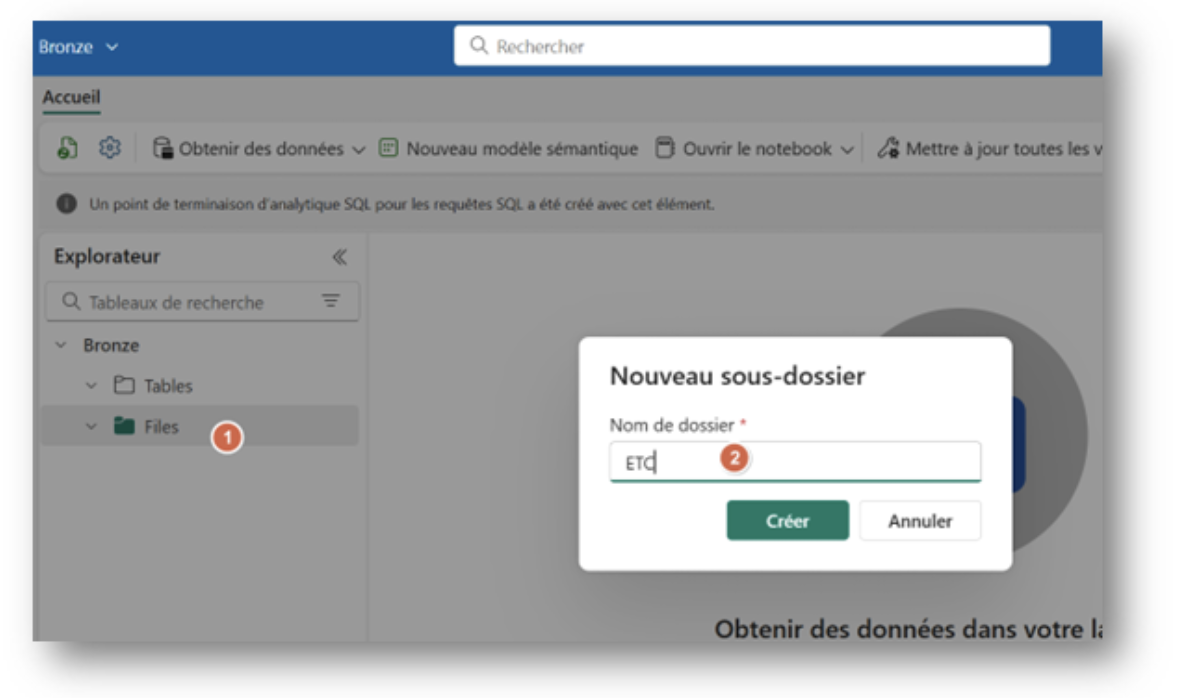 Bronze
Rechercher
Accueil
Obtenir des données Nouveau modèle sémantique Ouvrir le notebook Mettre à jour toutes les v
Un point de terminaison d'analytique SQL pour les requêtes SQL a été créé avec cet élément.
Explorateur
Tableaux de recherche
Bronze
Tables
Files
1
Nouveau sous-dossier
Nom de dossier *
ETC
2
Créer Annuler
Obtenir des données dans votre la